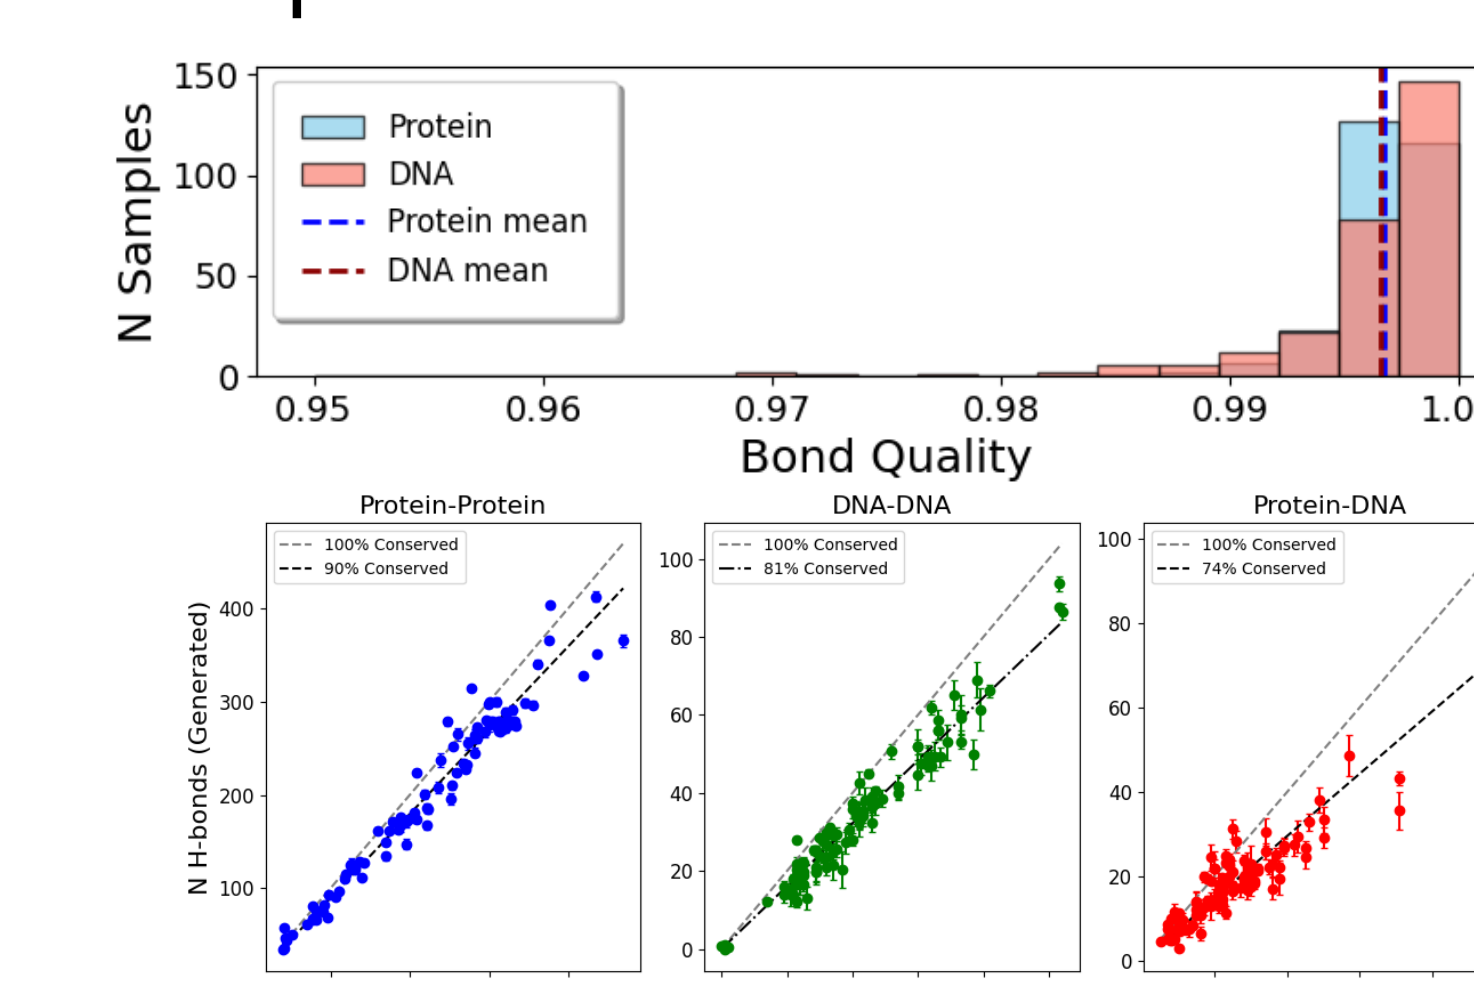 150
100
50
0
N Samples
Protein
DNA
Protein mean
DNA mean
0.95 0.96 0.97 0.98 0.99 1.0
Bond Quality
Protein-Protein DNA-DNA Protein-DNA
N H-bonds (Generated)
100% Conserved
90% Conserved
400
300
200
100
100% Conserved
81% Conserved
100
80
60
40
20
0
100% Conserved
74% Conserved
100
80
60
40
20
0